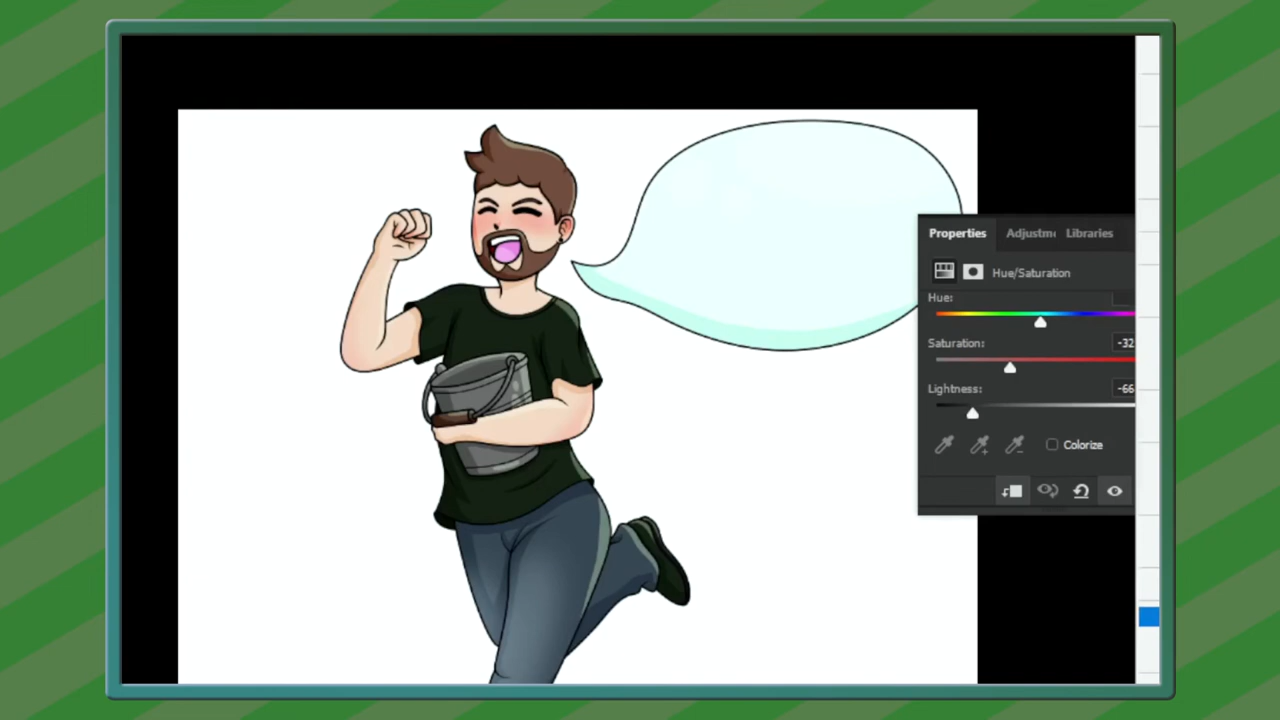 Properties Adjustm Libraries
Hue/Saturation
Hue:
Saturation: -32
Lightness: -66
Colorize